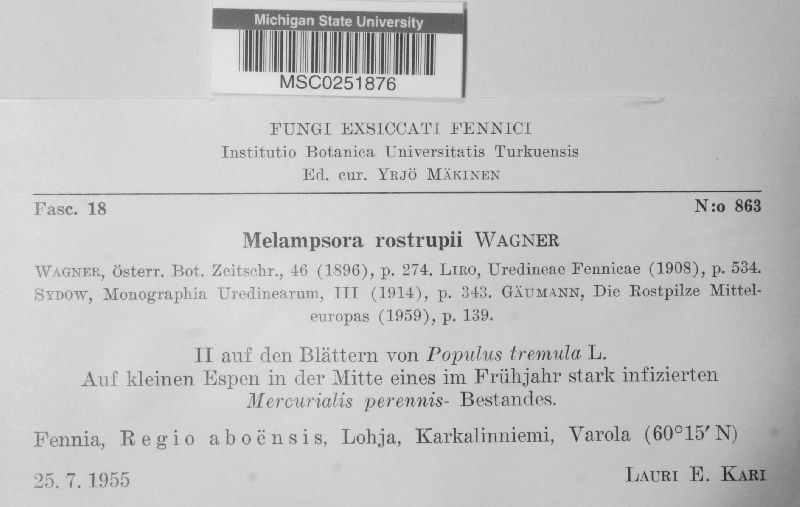 Michigan State University
MSC0251876
FUNGI EXSICCATI FENNICI
Institutio Botanica Universitatis Turkuensis
Ed. cur. YRJÖ MÄKINEN
Fasc. 18 N:o 863
Melampsora rostrupii WAGNER
WAGNER, österr. Bot. Zeitschr., 46 (1896), p. 274. LIRO, Uredineae Fennicae (1908), p. 534.
SYDOW, Monographia Uredinearum, III (1914), p. 343. GÄUMANN, Die Rostpilze Mittel-
europas (1959), p. 139.
II auf den Blättern von Populus tremula L.
Auf kleinen Espen in der Mitte eines im Frühjahr stark infizierten
Mercurialis perennis- Bestandes.
Fennia, Regio aboënsis, Lohja, Karkalinniemi, Varola (60°15′ N)
25. 7. 1955 LAURI E. KARI